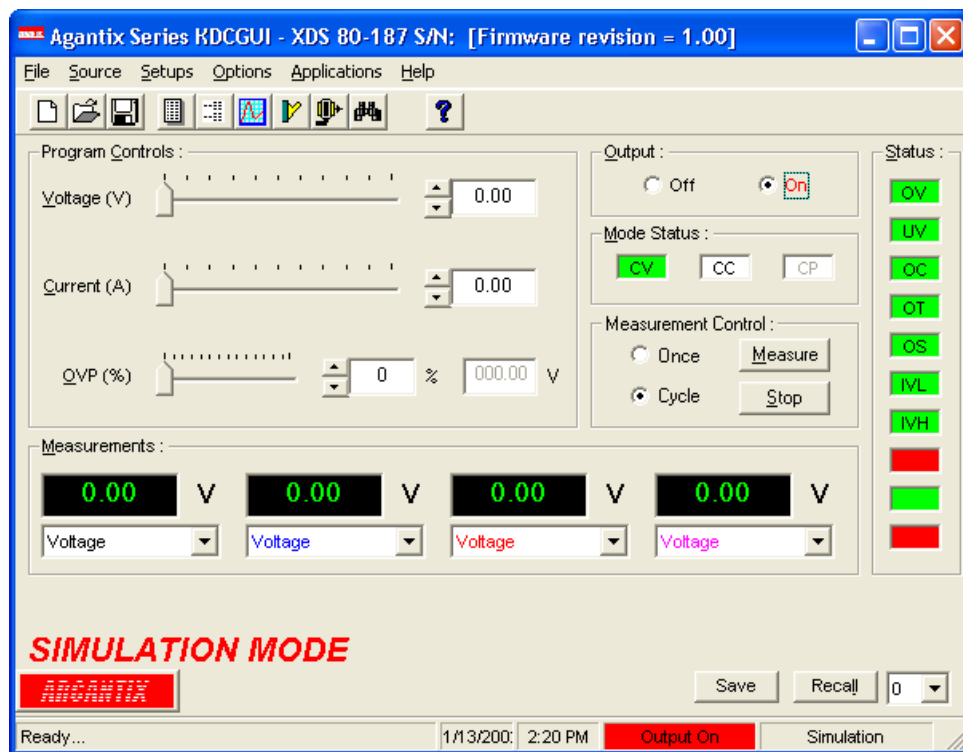 Agantix Series KDCGUI - XDS 80-187 S/N: [Firmware revision = 1.00]
File Source Setups Options Applications Help
?
Program Controls :
Voltage (V) 0.00
Current (A) 0.00
OVP (%) 0 % 000.00 V
Output :
Off On
Mode Status :
CV CC CP
Measurement Control :
Once Measure
Cycle Stop
Status :
OV
UV
OC
OT
OS
IVL
IVH
Measurements :
0.00 V 0.00 V 0.00 V 0.00 V
Voltage Voltage Voltage Voltage
SIMULATION MODE
ARGANTIX
Save Recall 0
Ready... 1/13/200 2:20 PM Output On Simulation